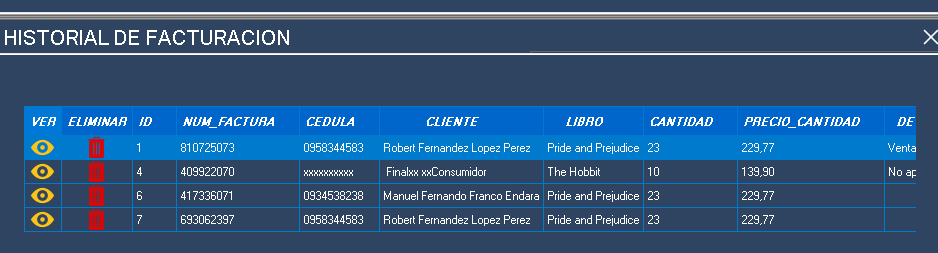 HISTORIAL DE FACTURACION
VER ELIMINAR ID NUM_FACTURA CEDULA CLIENTE LIBRO CANTIDAD PRECIO_CANTIDAD DE
1 810725073 0958344583 Robert Fernandez Lopez Perez Pride and Prejudice 23 229,77 Venta
4 409922070 xxxxxxxxxx Finalxx xxConsumidor The Hobbit 10 139,90 No ap
6 417336071 0934538238 Manuel Fernando Franco Endara Pride and Prejudice 23 229,77
7 693062397 0958344583 Robert Fernandez Lopez Perez Pride and Prejudice 23 229,77